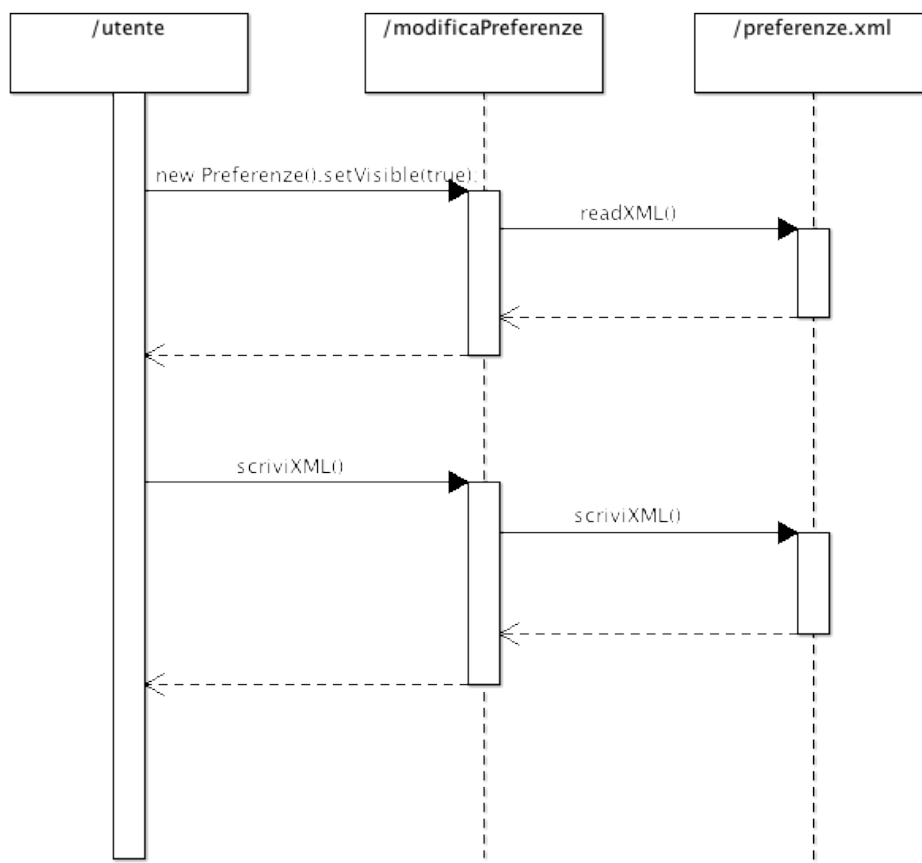 /utente
/modificaPreferenze
/preferenze.xml
new Preferenze().setVisible(true);
readXML()
scriviXML()
scriviXML()